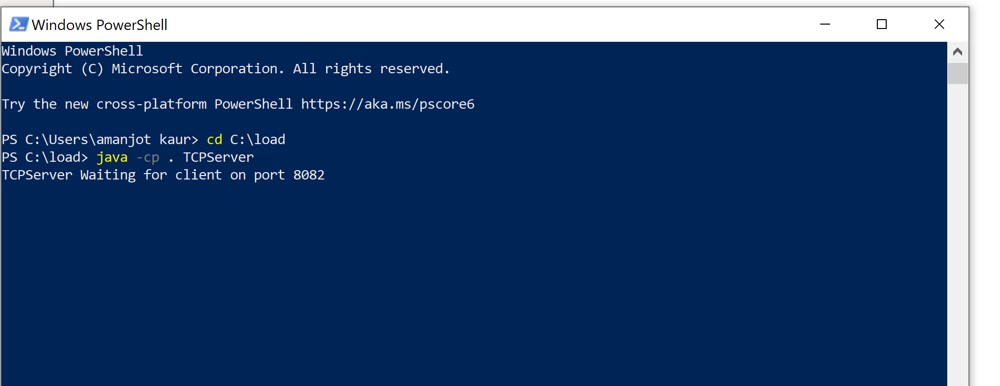 Windows PowerShell
Windows PowerShell
Copyright (C) Microsoft Corporation. All rights reserved.
Try the new cross-platform PowerShell https://aka.ms/pscore6
PS C:\Users\amanjot kaur> cd C:\load
PS C:\load> java -cp . TCPServer
TCPServer Waiting for client on port 8082